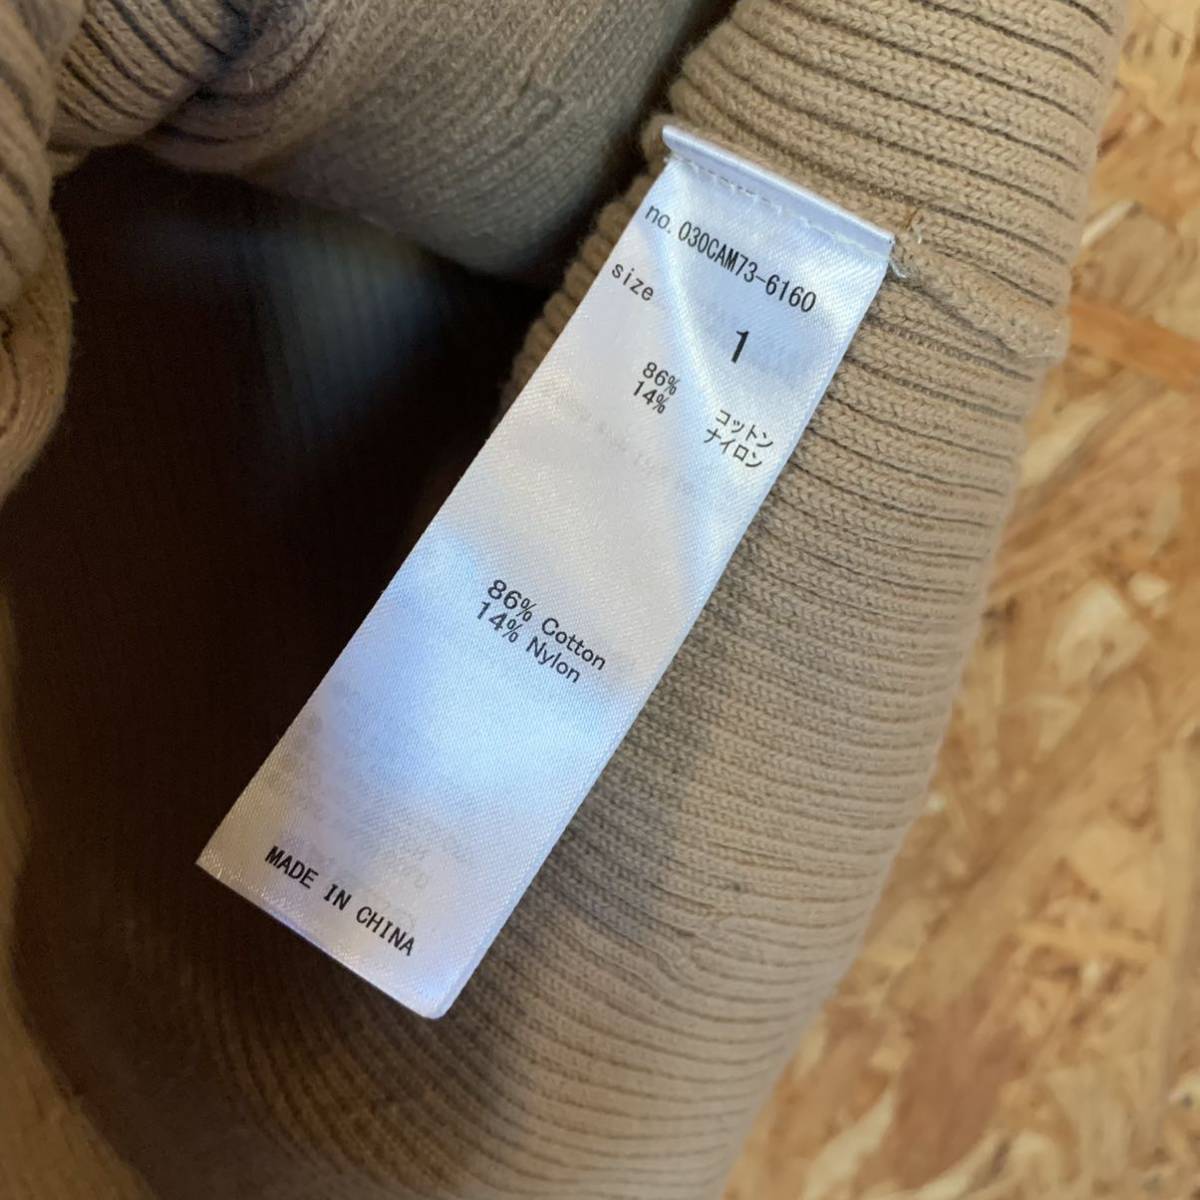 no. 030CAM73-6160
size
1
86% コットン
14% ナイロン
86% Cotton
14% Nylon
MADE IN CHINA